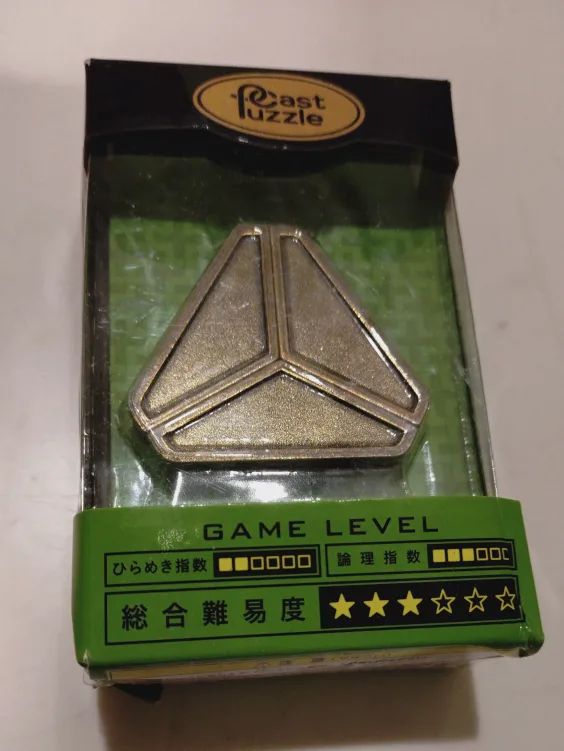 Cast
Puzzle
GAME LEVEL
ひらめき指数
論理指数
総合難易度 ★★★☆☆☆